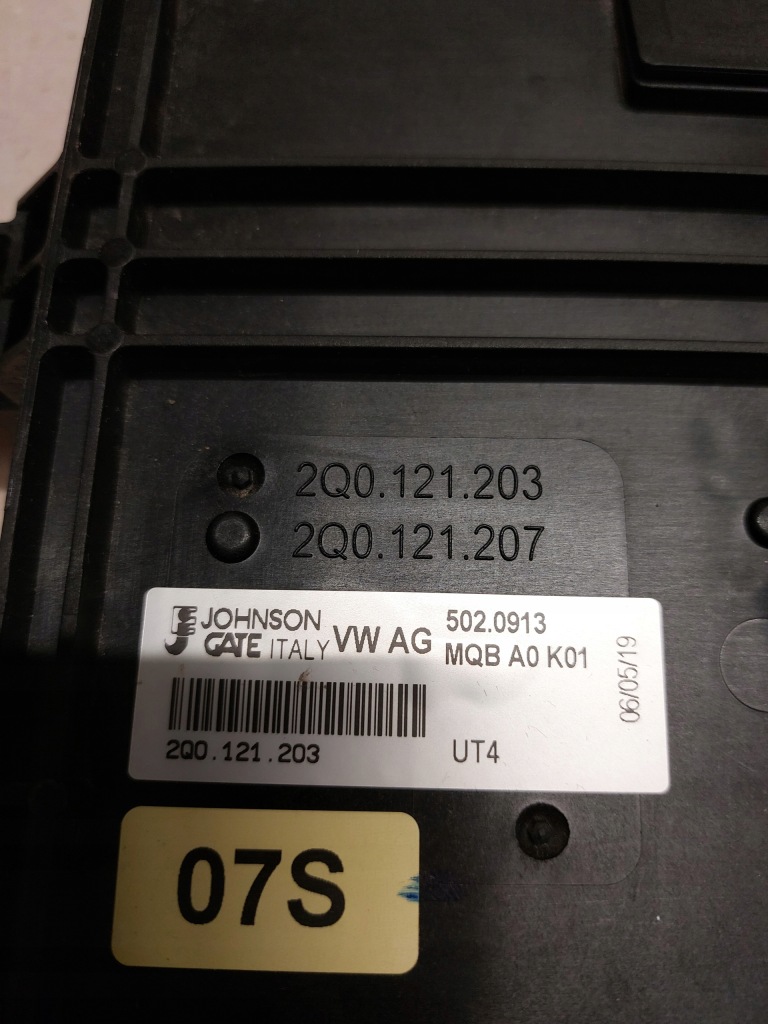 2Q0.121.203
2Q0.121.207
JOHNSON
GATE ITALY VW AG
502.0913
MQB A0 K01
06/05/19
2Q0.121.203
UT4
07S